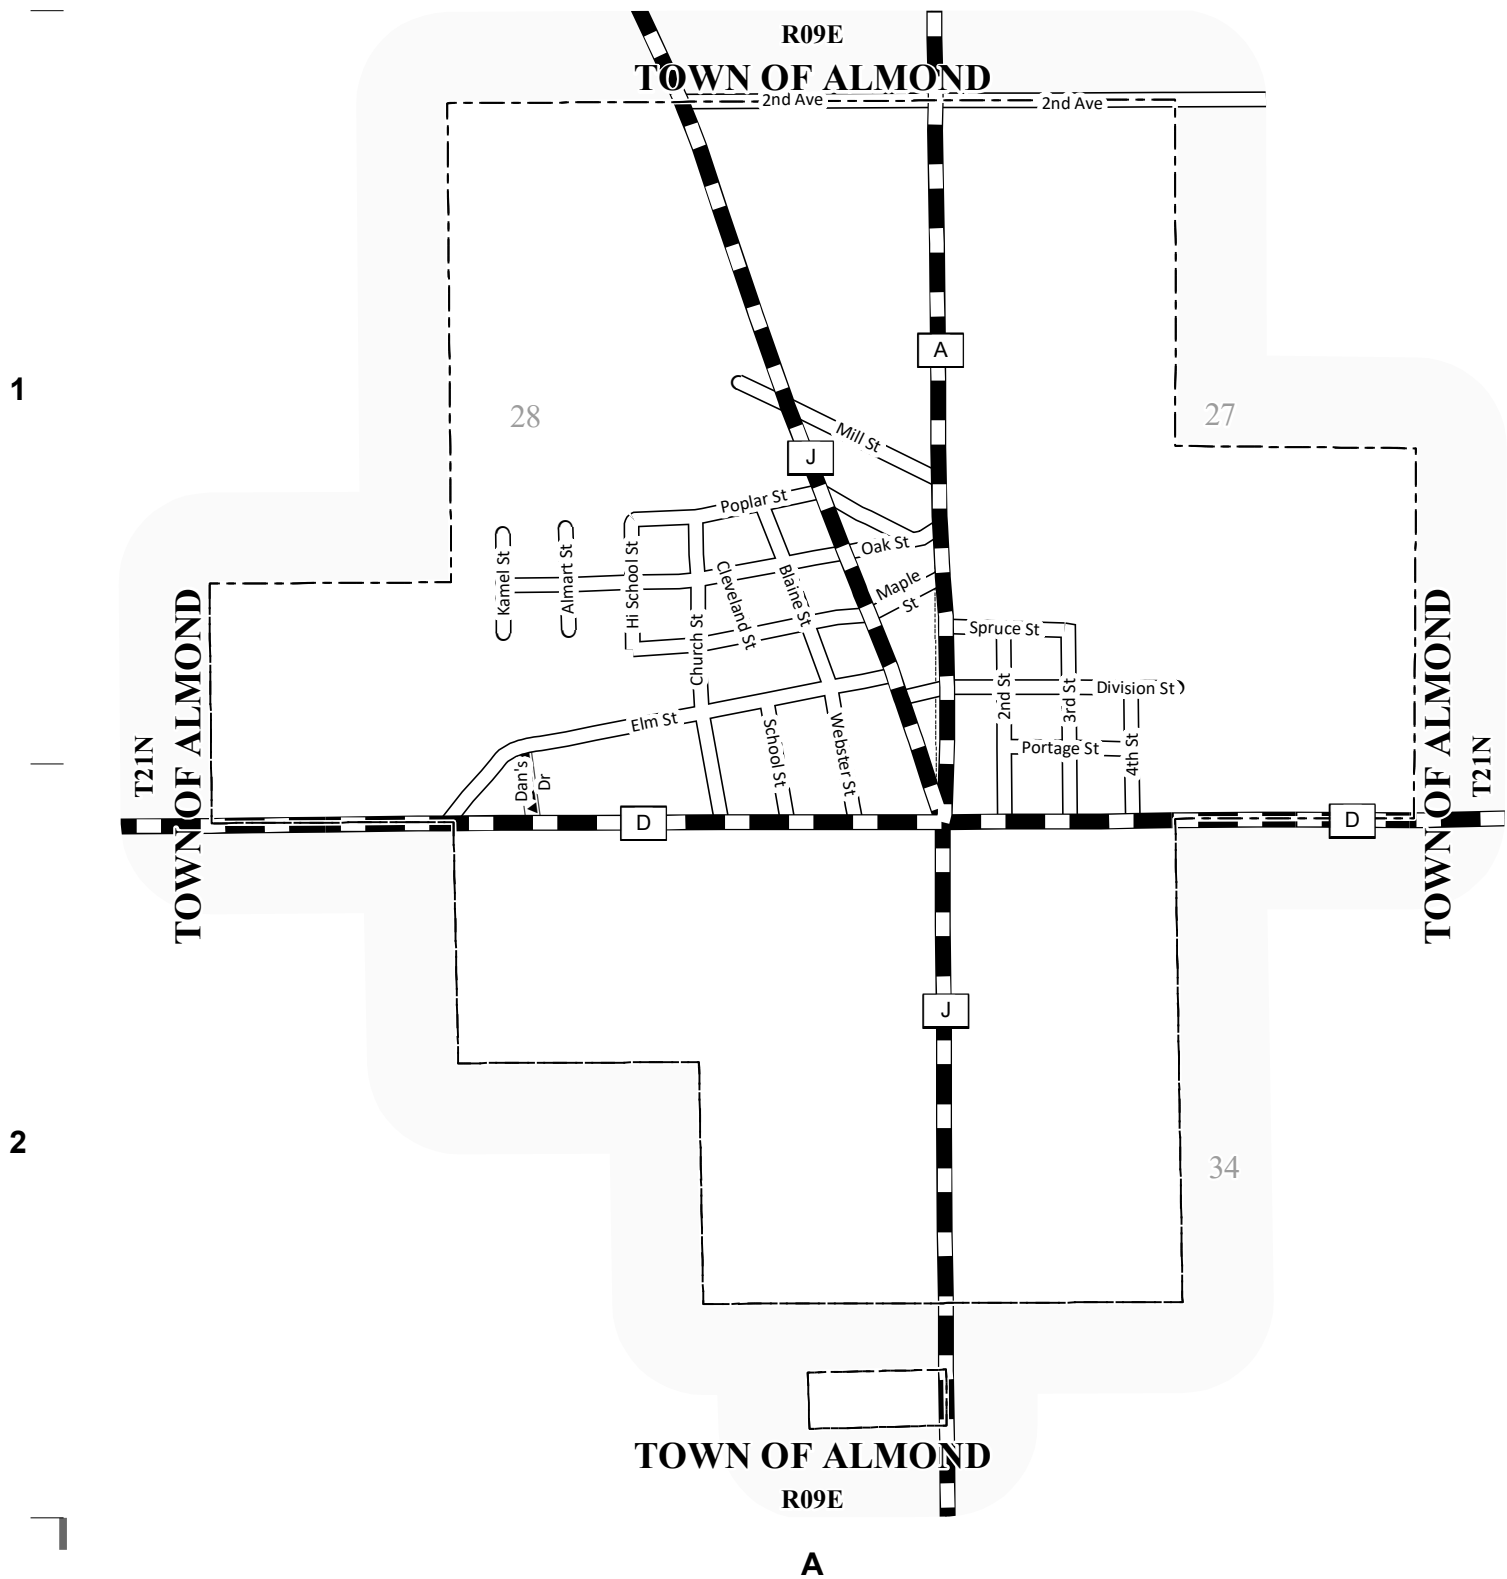 R09E
TOWN OF ALMOND
2nd Ave
2nd Ave
A
1
28
27
Mill St
J
Poplar St
Oak St
Kamel St
Almart St
Hi School St
Cleveland St
Blaine St
Maple
St
Church St
Spruce St
TOWN OF ALMOND
TOWN OF ALMOND
2nd St
3rd St
Division St
Elm St
School St
Webster St
Portage St
4th St
T21N
T21N
Dan's
Dr
D
D
J
2
34
TOWN OF ALMOND
R09E
A